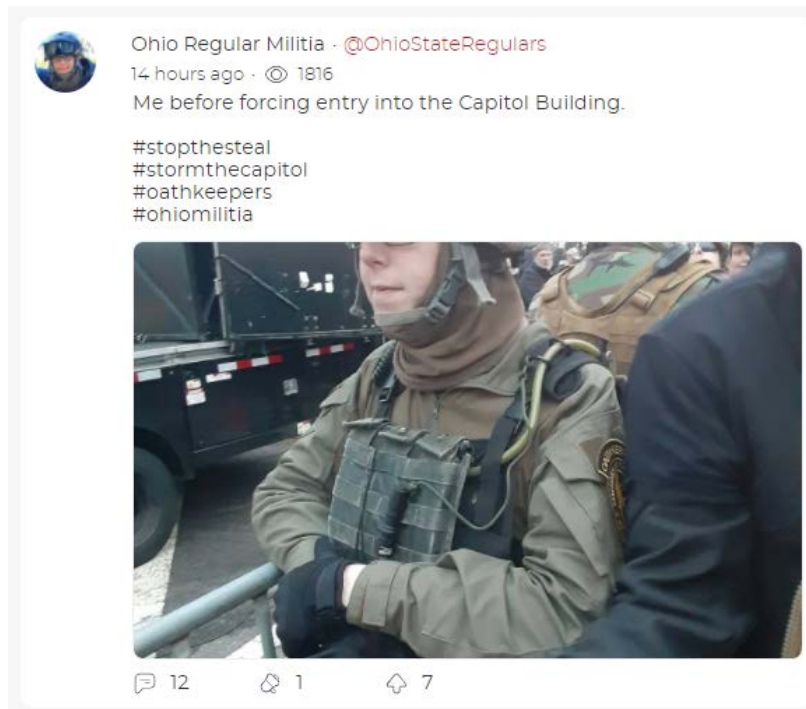 Ohio Regular Militia · @OhioStateRegulars
14 hours ago · 1816
Me before forcing entry into the Capitol Building.
#stopthesteal
#stormthecapitol
#oathkeepers
#ohiomilitia
12 1 7